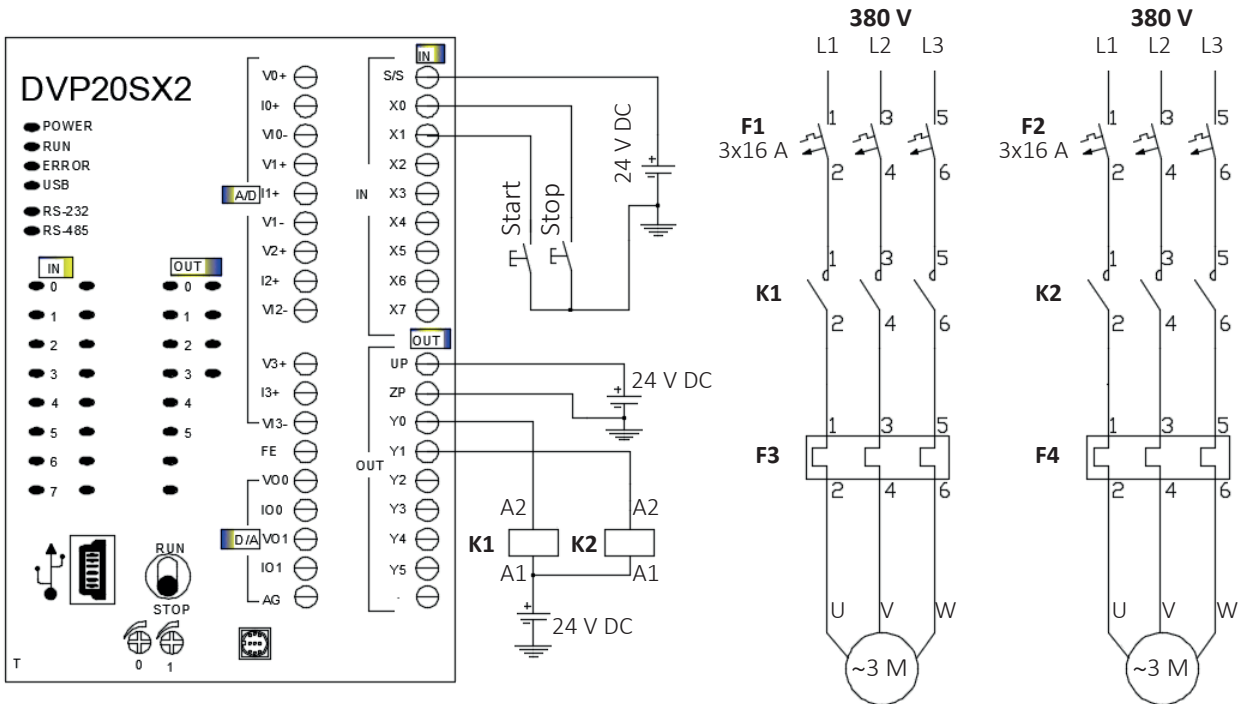 DVP20SX2
POWER
RUN
ERROR
USB
RS-232
RS-485
IN
OUT
0 0
1 1
2 2
3 3
4 4
5 5
6
7
RUN
STOP
0 1
T
V0+
I0+
VI0-
V1+
A/D I1+
V1-
V2+
I2+
VI2-
V3+
I3+
VI3-
FE
VO0
IO0
D/A VO1
IO1
AG
IN
S/S
X0
X1
X2
IN X3
X4
X5
X6
X7
OUT
UP
ZP
Y0
Y1
OUT
Y2
Y3
Y4
Y5
.
Start
Stop
24 V DC
24 V DC
A2 A2
K1 K2
A1 A1
24 V DC
380 V
L1 L2 L3
F1
3x16 A
1 3 5
2 4 6
K1
1 3 5
2 4 6
F3
1 3 5
2 4 6
U V W
~3 M
380 V
L1 L2 L3
F2
3x16 A
1 3 5
2 4 6
K2
1 3 5
2 4 6
F4
1 3 5
2 4 6
U V W
~3 M